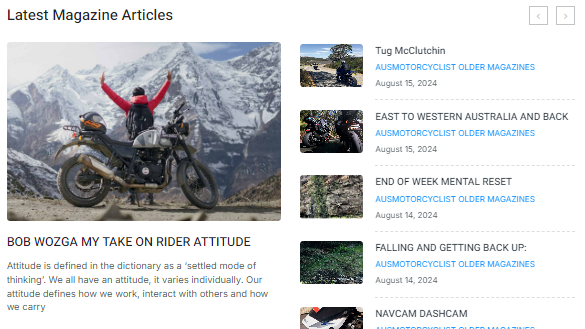 Latest Magazine Articles
BOB WOZGA MY TAKE ON RIDER ATTITUDE
Attitude is defined in the dictionary as a ‘settled mode of
thinking’. We all have an attitude, it varies individually. Our
attitude defines how we work, interact with others and how
we carry
Tug McClutchin
AUSMOTORCYCLIST OLDER MAGAZINES
August 15, 2024
EAST TO WESTERN AUSTRALIA AND BACK
AUSMOTORCYCLIST OLDER MAGAZINES
August 15, 2024
END OF WEEK MENTAL RESET
AUSMOTORCYCLIST OLDER MAGAZINES
August 14, 2024
FALLING AND GETTING BACK UP:
AUSMOTORCYCLIST OLDER MAGAZINES
August 14, 2024
NAVCAM DASHCAM
AUSMOTORCYCLIST OLDER MAGAZINES